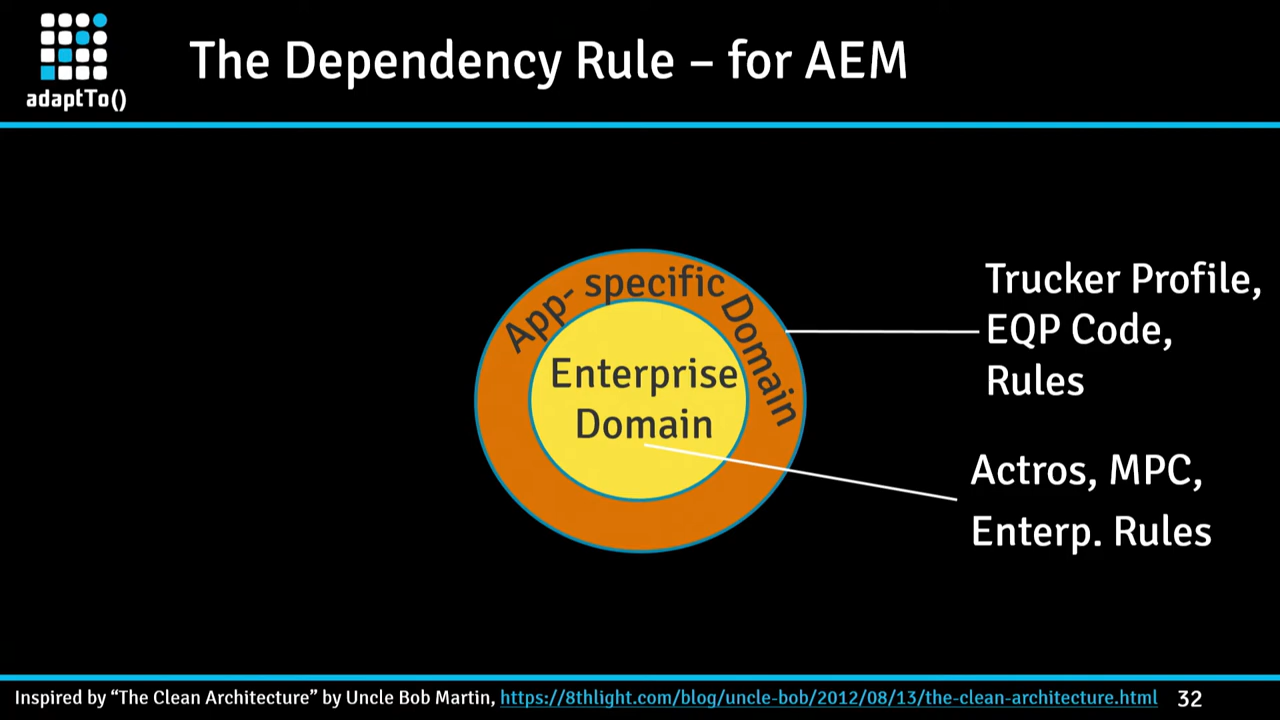 adaptTo()
The Dependency Rule – for AEM
App- specific Domain
Enterprise
Domain
Trucker Profile,
EQP Code,
Rules
Actros, MPC,
Enterp. Rules
Inspired by “The Clean Architecture” by Uncle Bob Martin, https://8thlight.com/blog/uncle-bob/2012/08/13/the-clean-architecture.html 32